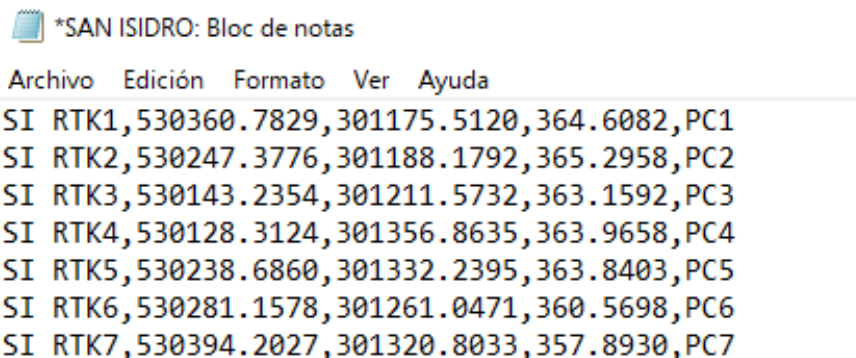 *SAN ISIDRO: Bloc de notas
Archivo Edición Formato Ver Ayuda
SI RTK1,530360.7829,301175.5120,364.6082,PC1
SI RTK2,530247.3776,301188.1792,365.2958,PC2
SI RTK3,530143.2354,301211.5732,363.1592,PC3
SI RTK4,530128.3124,301356.8635,363.9658,PC4
SI RTK5,530238.6860,301332.2395,363.8403,PC5
SI RTK6,530281.1578,301261.0471,360.5698,PC6
SI RTK7,530394.2027,301320.8033,357.8930,PC7